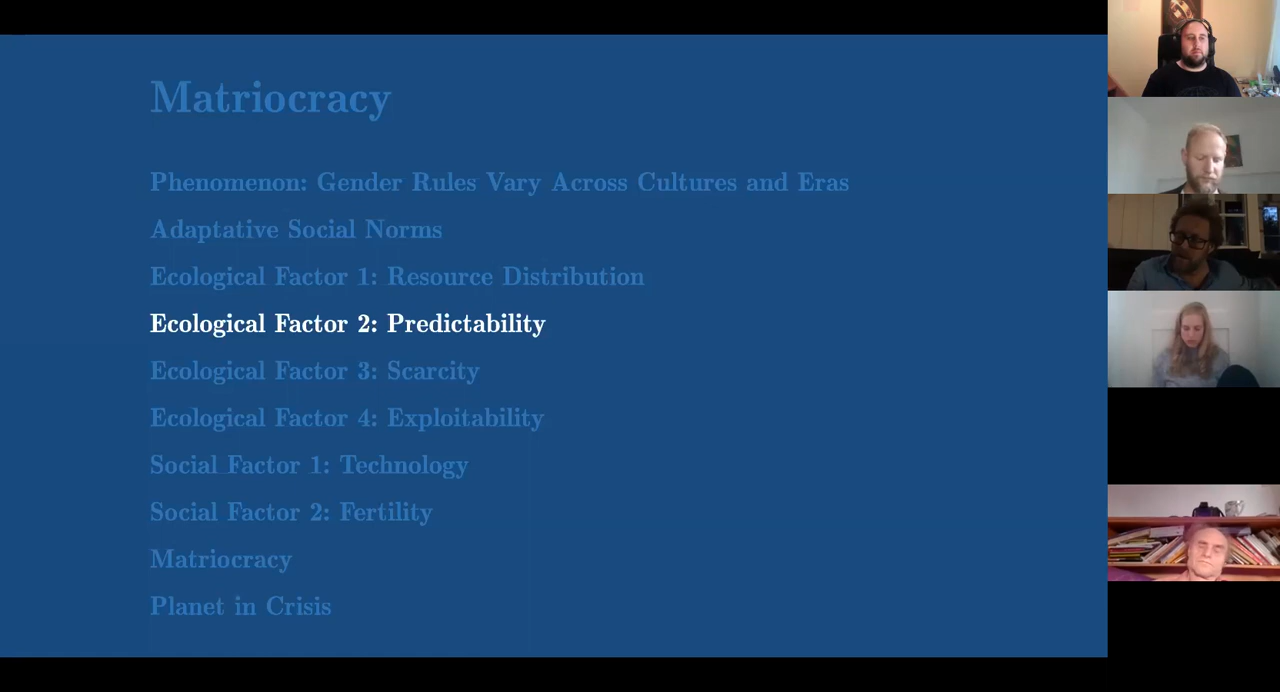 Matriocracy
Phenomenon: Gender Rules Vary Across Cultures and Eras
Adaptative Social Norms
Ecological Factor 1: Resource Distribution
Ecological Factor 2: Predictability
Ecological Factor 3: Scarcity
Ecological Factor 4: Exploitability
Social Factor 1: Technology
Social Factor 2: Fertility
Matriocracy
Planet in Crisis